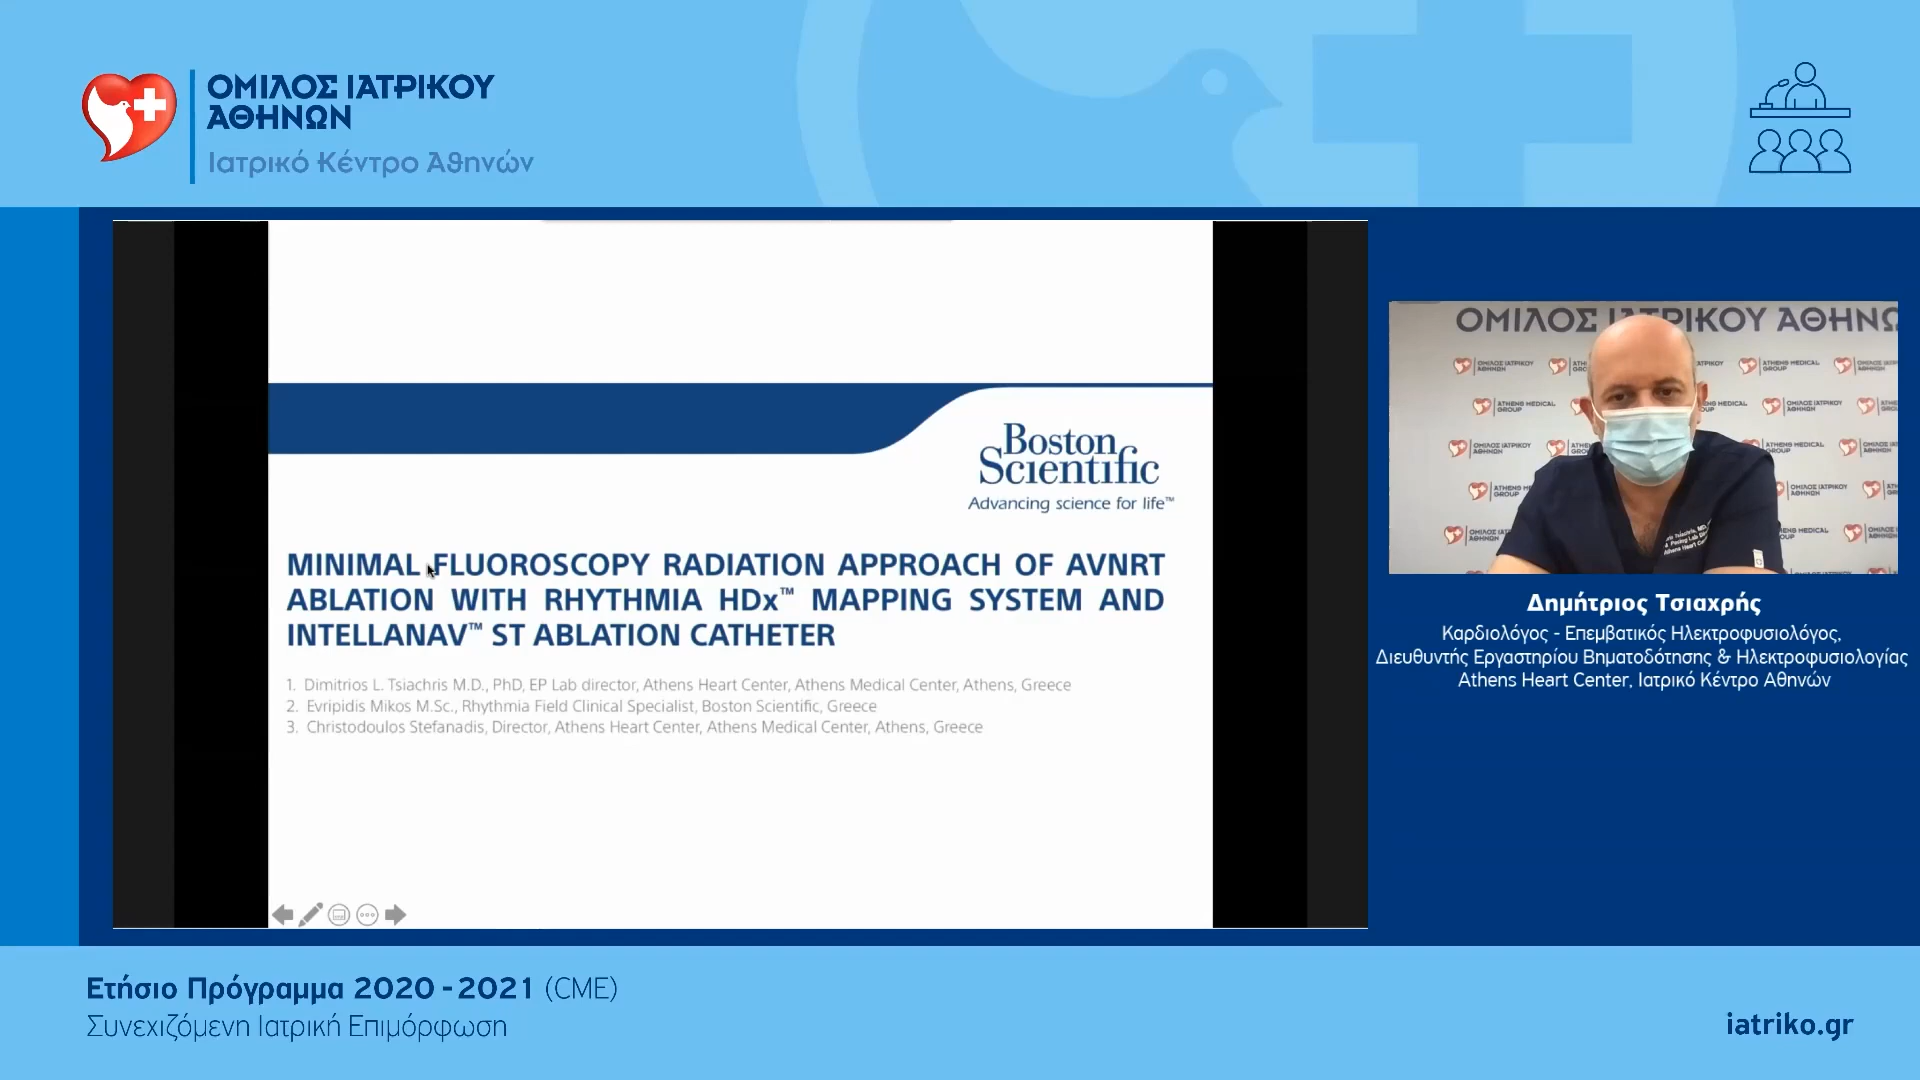 ΟΜΙΛΟΣ ΙΑΤΡΙΚΟΥ
ΑΘΗΝΩΝ
Ιατρικό Κέντρο Αθηνών
Boston
Scientific
Advancing science for life™
MINIMAL FLUOROSCOPY RADIATION APPROACH OF AVNRT
ABLATION WITH RHYTHMIA HDx™ MAPPING SYSTEM AND
INTELLANAV™ ST ABLATION CATHETER
1. Dimitrios L. Tsiachris M.D., PhD, EP Lab director, Athens Heart Center, Athens Medical Center, Athens, Greece
2. Evripidis Mikos M.Sc., Rhythmia Field Clinical Specialist, Boston Scientific, Greece
3. Christodoulos Stefanadis, Director, Athens Heart Center, Athens Medical Center, Athens, Greece
ΟΜΙΛΟΣ ΙΑΤΡΙΚΟΥ ΑΘΗΝΩ
Δημήτριος Τσιαχρής
Καρδιολόγος - Επεμβατικός Ηλεκτροφυσιολόγος,
Διευθυντής Εργαστηρίου Βηματοδότησης & Ηλεκτροφυσιολογίας
Athens Heart Center, Ιατρικό Κέντρο Αθηνών
Ετήσιο Πρόγραμμα 2020 - 2021 (CME)
Συνεχιζόμενη Ιατρική Επιμόρφωση
iatriko.gr